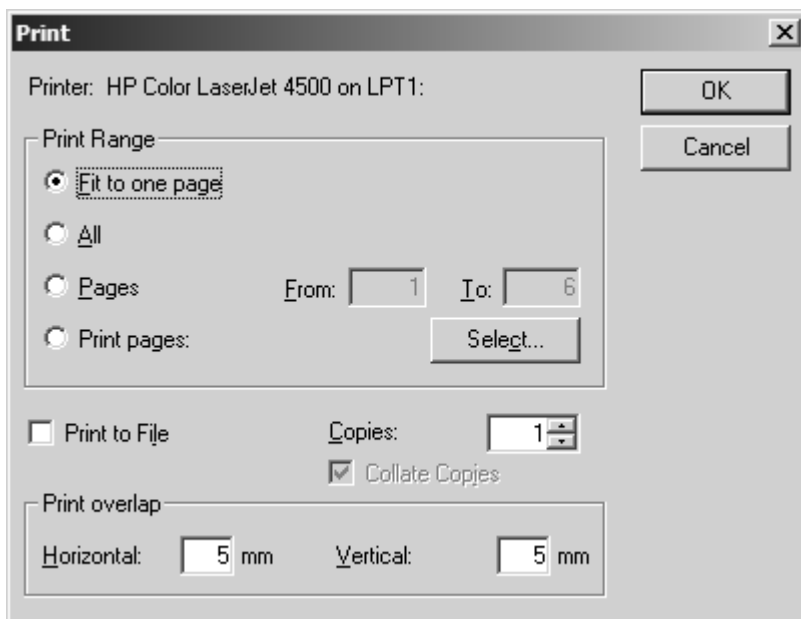 Print
Printer: HP Color LaserJet 4500 on LPT1:
OK
Cancel
Print Range
Fit to one page
All
Pages From: 1 To: 6
Print pages: Select...
Print to File Copies: 1
Collate Copies
Print overlap
Horizontal: 5 mm Vertical: 5 mm